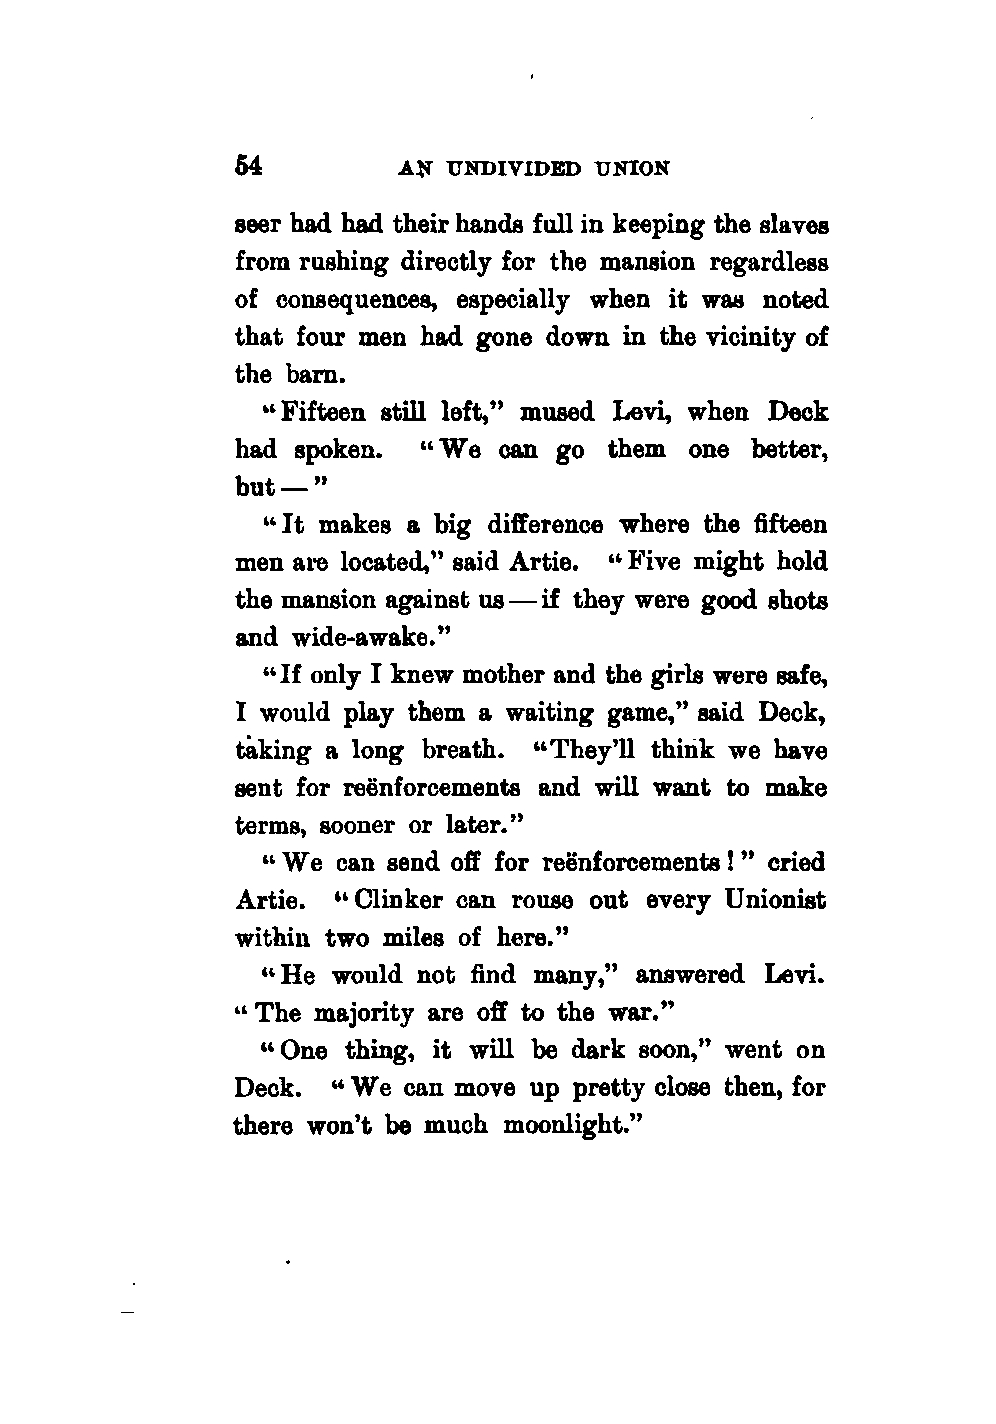 54 AN UNDIVIDED UNION
seer had had their hands full in keeping the slaves
from rushing directly for the mansion regardless
of consequences, especially when it was noted
that four men had gone down in the vicinity of
the barn.
“Fifteen still left,” mused Levi, when Deck
had spoken. “We can go them one better,
but — ”
“It makes a big difference where the fifteen
men are located,” said Artie. “Five might hold
the mansion against us — if they were good shots
and wide-awake.”
“If only I knew mother and the girls were safe,
I would play them a waiting game,” said Deck,
taking a long breath. “They’ll think we have
sent for reënforcements and will want to make
terms, sooner or later.”
“We can send off for reënforcements!” cried
Artie. “Clinker can rouse out every Unionist
within two miles of here.”
“He would not find many,” answered Levi.
“The majority are off to the war.”
“One thing, it will be dark soon,” went on
Deck. “We can move up pretty close then, for
there won’t be much moonlight.”